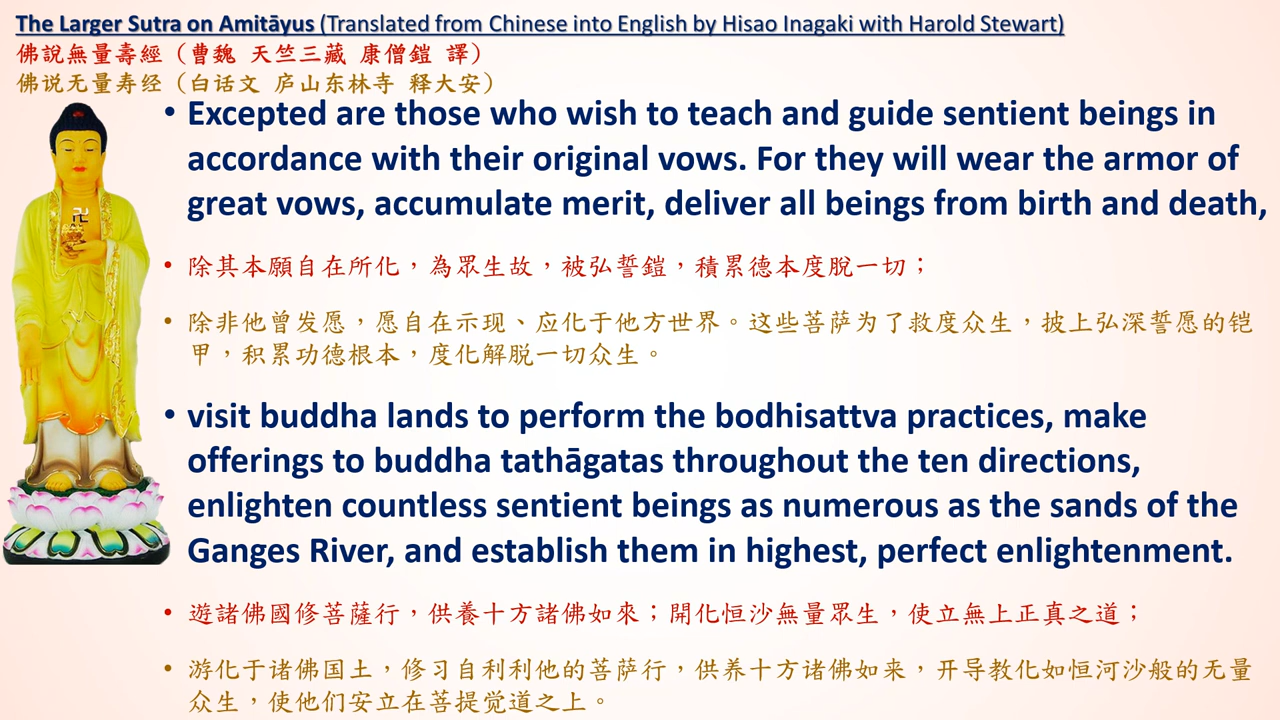 The Larger Sutra on Amitāyus (Translated from Chinese into English by Hisao Inagaki with Harold Stewart)
佛說無量壽經（曹魏 天竺三藏 康僧鎧 譯）
佛说无量寿经（白话文 庐山东林寺 释大安）
• Excepted are those who wish to teach and guide sentient beings in
accordance with their original vows. For they will wear the armor of
great vows, accumulate merit, deliver all beings from birth and death,
• 除其本願自在所化，為眾生故，被弘誓鎧，積累德本度脫一切；
• 除非他曾发愿，愿自在示现、应化于他方世界。这些菩萨为了救度众生，披上弘深誓愿的铠
甲，积累功德根本，度化解脱一切众生。
• visit buddha lands to perform the bodhisattva practices, make
offerings to buddha tathāgatas throughout the ten directions,
enlighten countless sentient beings as numerous as the sands of the
Ganges River, and establish them in highest, perfect enlightenment.
• 遊諸佛國修菩薩行，供養十方諸佛如來；開化恒沙無量眾生，使立無上正真之道；
• 游化于诸佛国土，修习自利利他的菩萨行，供养十方诸佛如来，开导教化如恒河沙般的无量
众生，使他们安立在菩提觉道之上。